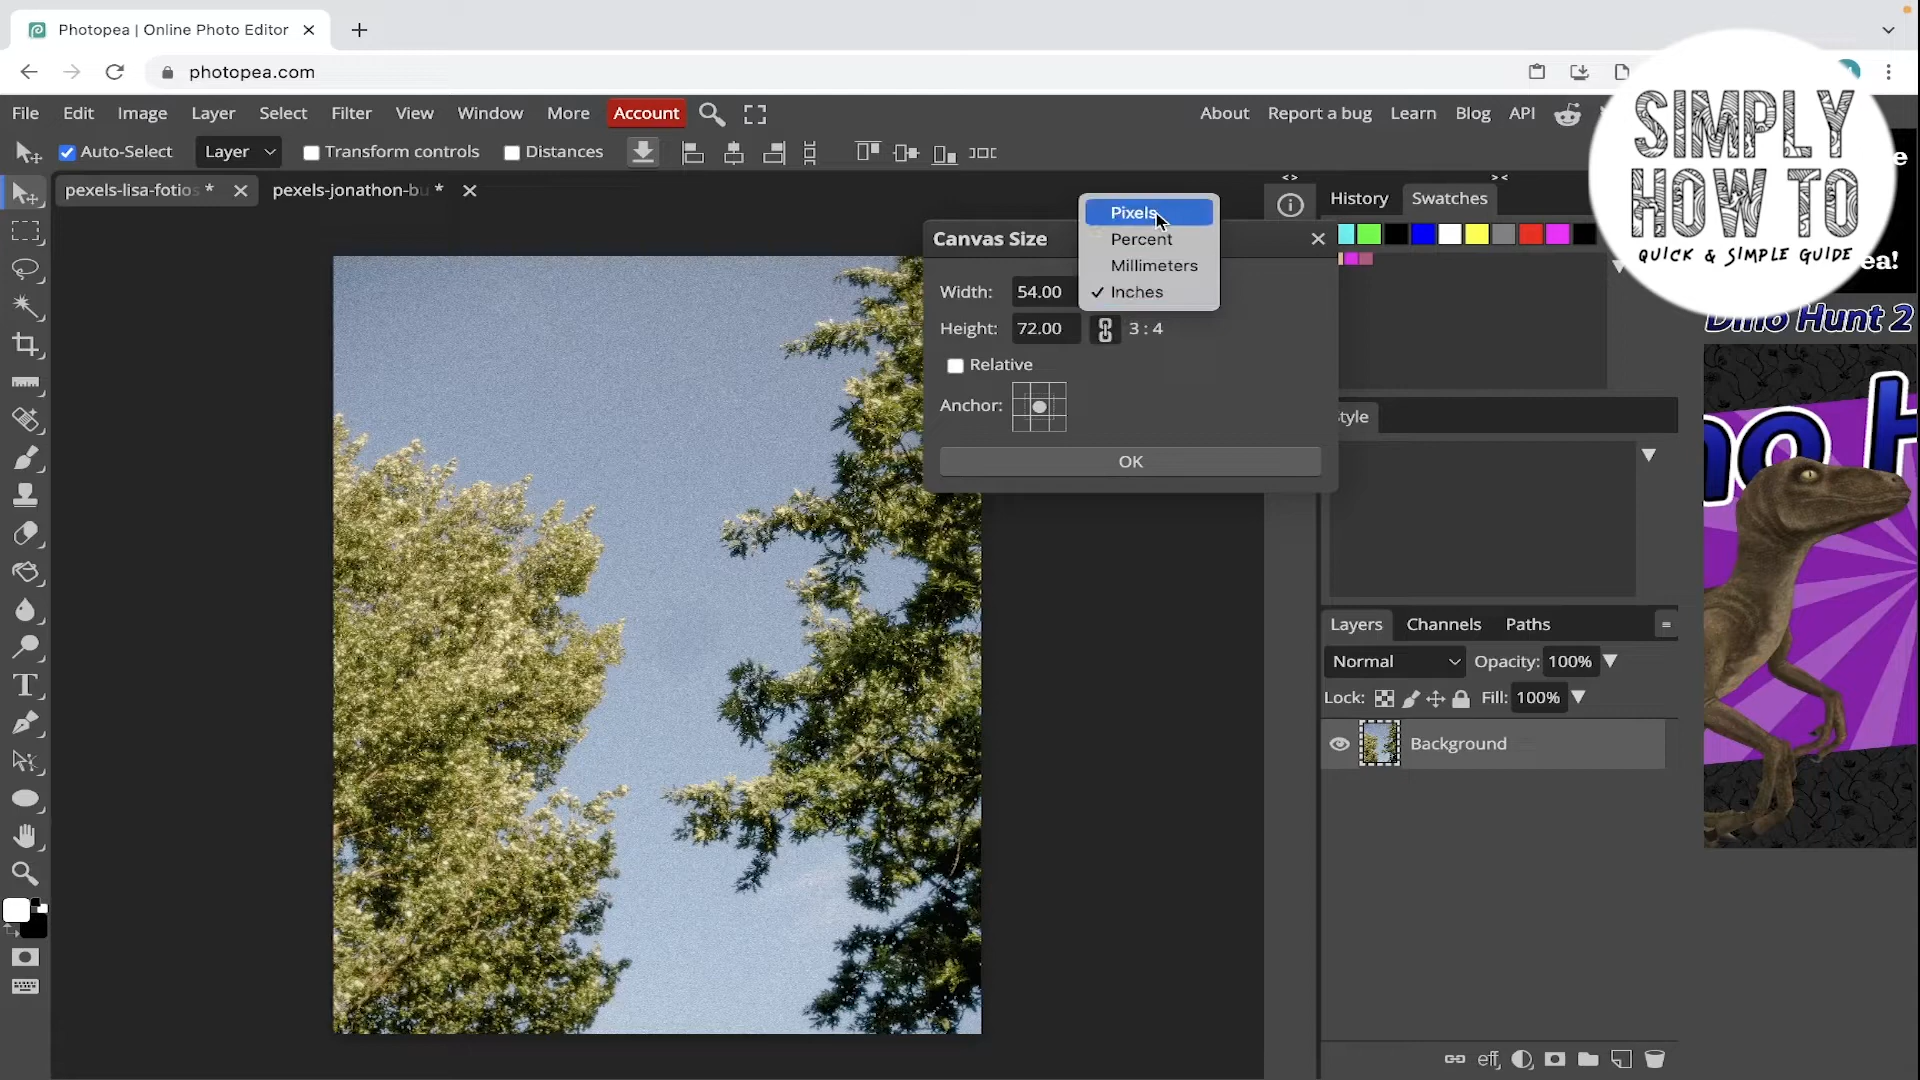 Photopea | Online Photo Editor
photopea.com
File Edit Image Layer Select Filter View Window More Account
About Report a bug Learn Blog API
Auto-Select Layer Transform controls Distances
pexels-lisa-fotios *
pexels-jonathon-bu *
History Swatches
Canvas Size
Pixels
Percent
Millimeters
✓ Inches
Width: 54.00
Height: 72.00 3 : 4
Relative
Anchor:
OK
SIMPLY
HOW TO
QUICK & SIMPLE GUIDE
ea!
Dino Hunt 2
Style
Layers Channels Paths
Normal Opacity: 100%
Lock: Fill: 100%
Background
eff